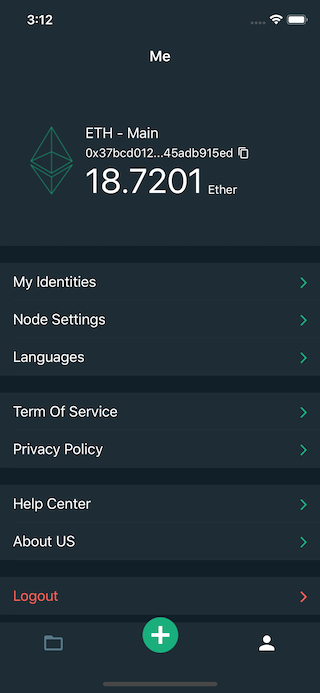 3:12
Me
ETH - Main
0x37bcd012...45adb915ed
18.7201 Ether
My Identities
Node Settings
Languages
Term Of Service
Privacy Policy
Help Center
About US
Logout